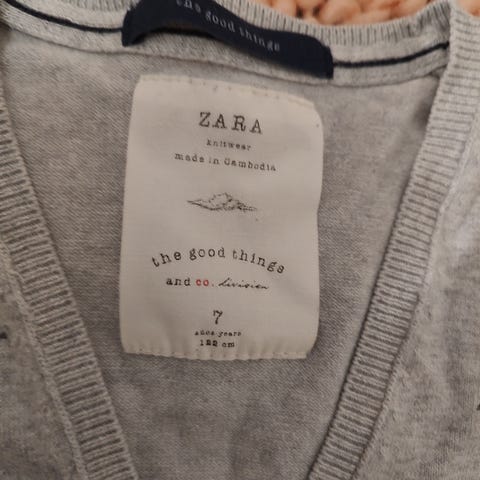 the good things
ZARA
knitwear
made in Cambodia
the good things
and co. division
7
años-years
122 cm